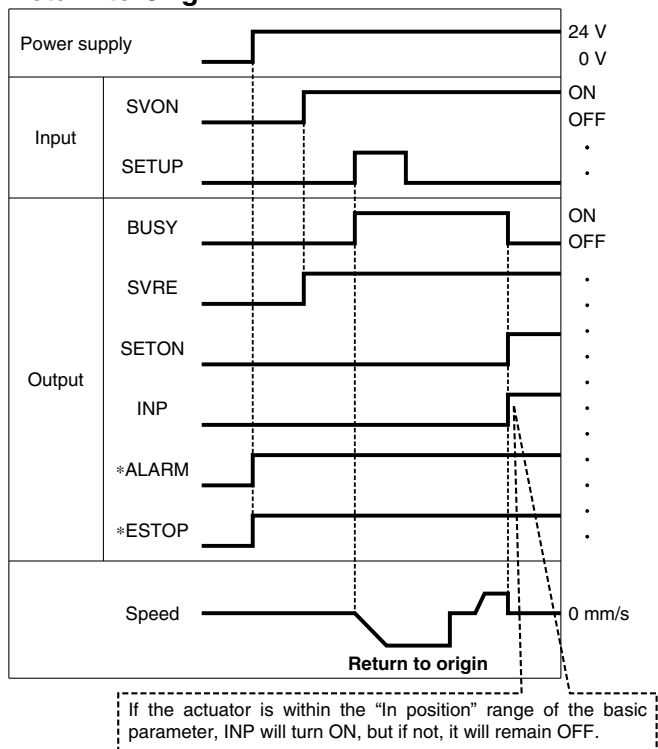 Power supply
24 V
0 V
Input
SVON
ON
OFF
SETUP
Output
BUSY
ON
OFF
SVRE
SETON
INP
*ALARM
*ESTOP
Speed
0 mm/s
Return to origin
If the actuator is within the “In position” range of the basic
parameter, INP will turn ON, but if not, it will remain OFF.